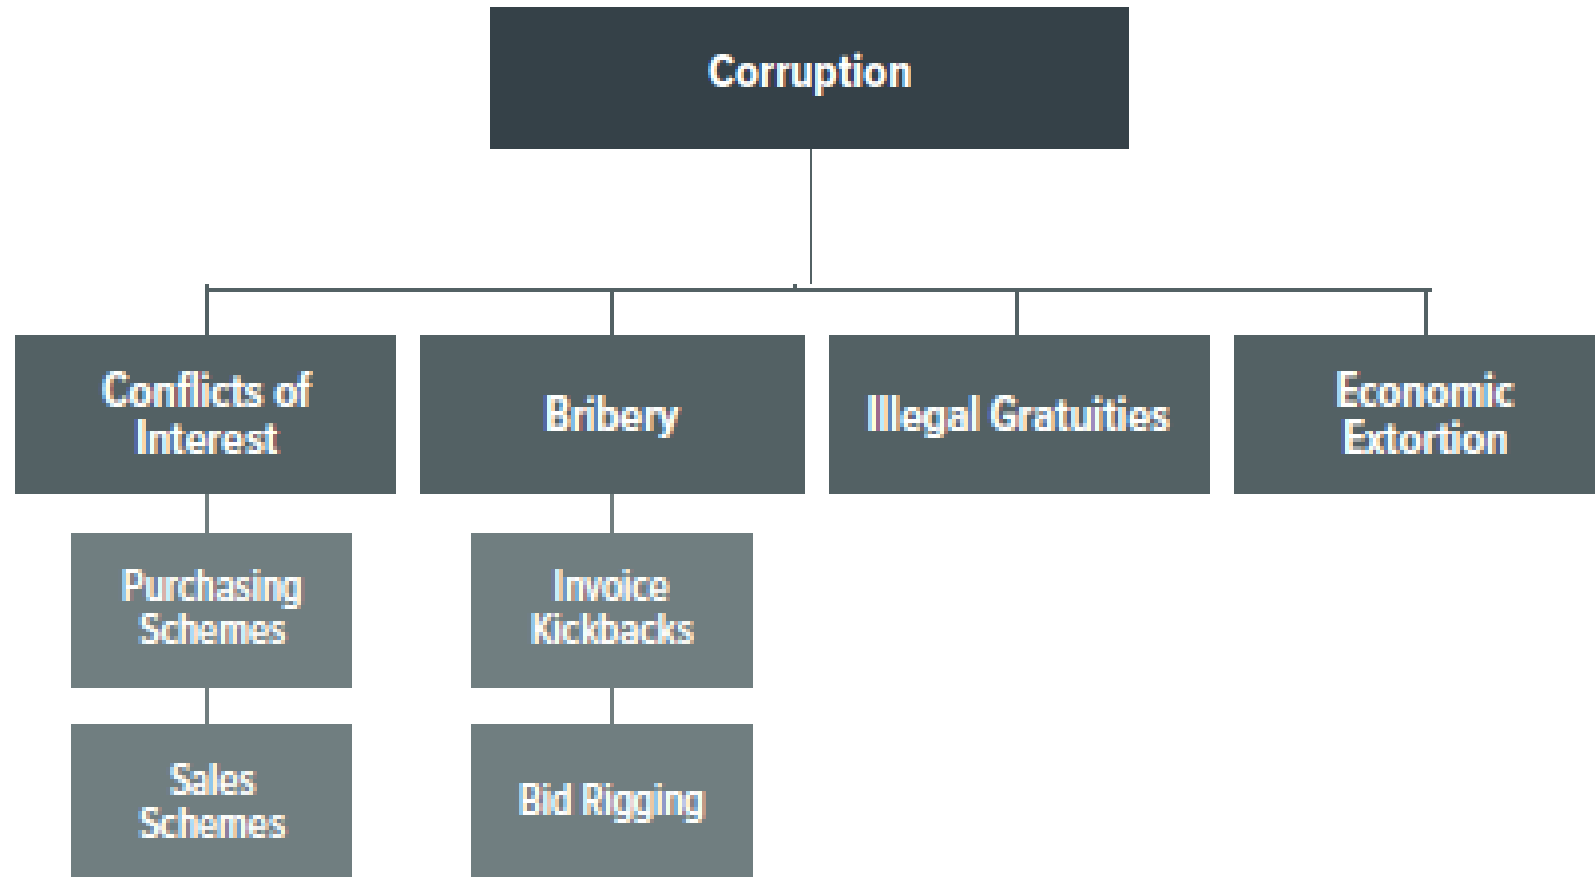 Corruption
Conflicts of
Interest
Bribery
Illegal Gratuities
Economic
Extortion
Purchasing
Schemes
Invoice
Kickbacks
Sales
Schemes
Bid Rigging